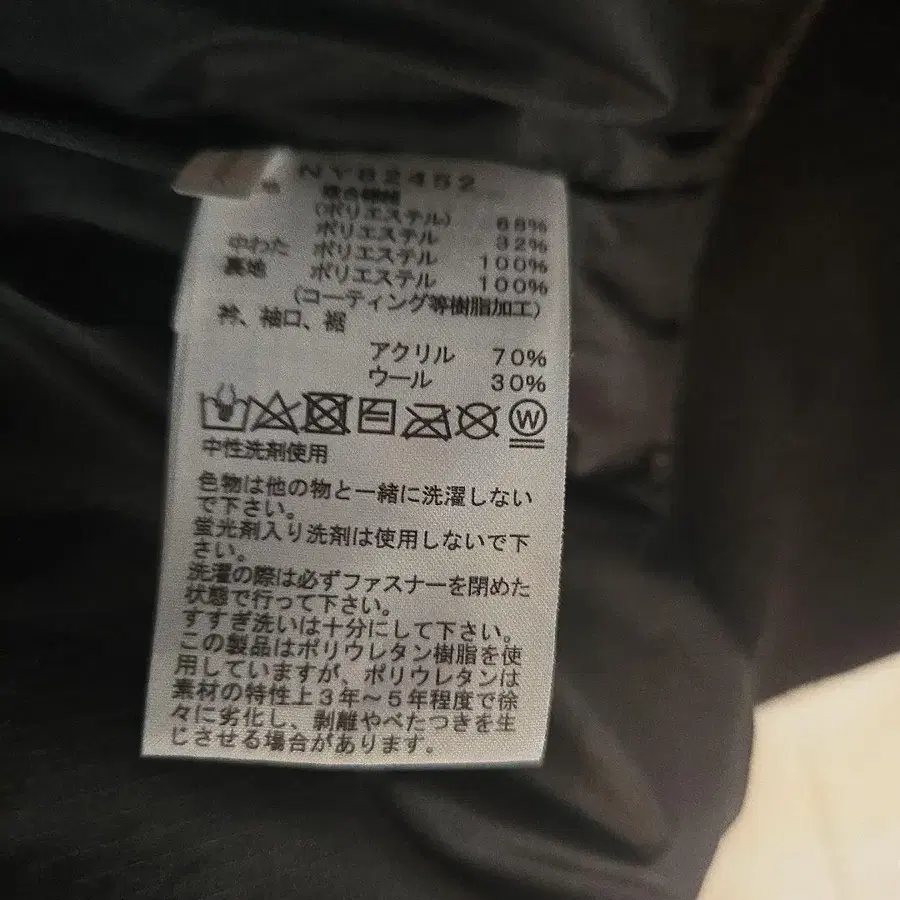 NY82452
複合繊維
(ポリエステル) 68%
ポリエステル 32%
中わた ポリエステル 100%
裏地 ポリエステル 100%
(コーティング等樹脂加工)
衿、袖口、裾
アクリル 70%
ウール 30%
W
中性洗剤使用
色物は他の物と一緒に洗濯しない
で下さい。
蛍光剤入り洗剤は使用しないで下
さい。
洗濯の際は必ずファスナーを閉めた
状態で行って下さい。
すすぎ洗いは十分にして下さい。
この製品はポリウレタン樹脂を使
用していますが、ポリウレタンは
素材の特性上3年～5年程度で徐
々に劣化し、剥離やべたつきを生
じさせる場合があります。